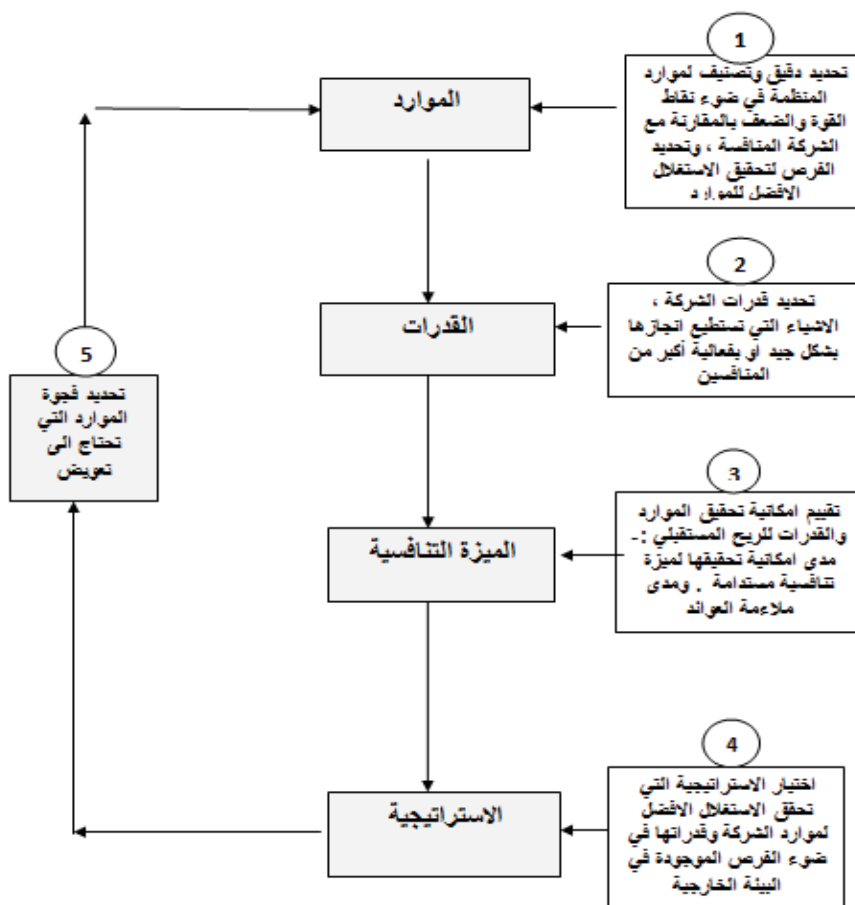 1
تحديد دقيق وتصنيف لموارد
المنظمة في ضوء نقاط
القوة والضعف بالمقارنة مع
الشركة المنافسة ، وتحديد
الفرص لتحقيق الاستغلال
الافضل للموارد
الموارد
2
تحديد قدرات الشركة ،
الاشياء التي تستطيع انجازها
بشكل جيد او بفعالية أكبر من
المنافسين
القدرات
5
تحديد فجوة
الموارد التي
تحتاج الى
تعويض
3
تقييم امكانية تحقيق الموارد
والقدرات للربح المستقبلي :-
مدى امكانية تحقيقها لميزة
تنافسية مستدامة . ومدى
ملاءمة العوائد
الميزة التنافسية
4
اختيار الاستراتيجية التي
تحقق الاستغلال الافضل
لموارد الشركة وقدراتها في
ضوء الفرص الموجودة في
البيئة الخارجية
الاستراتيجية